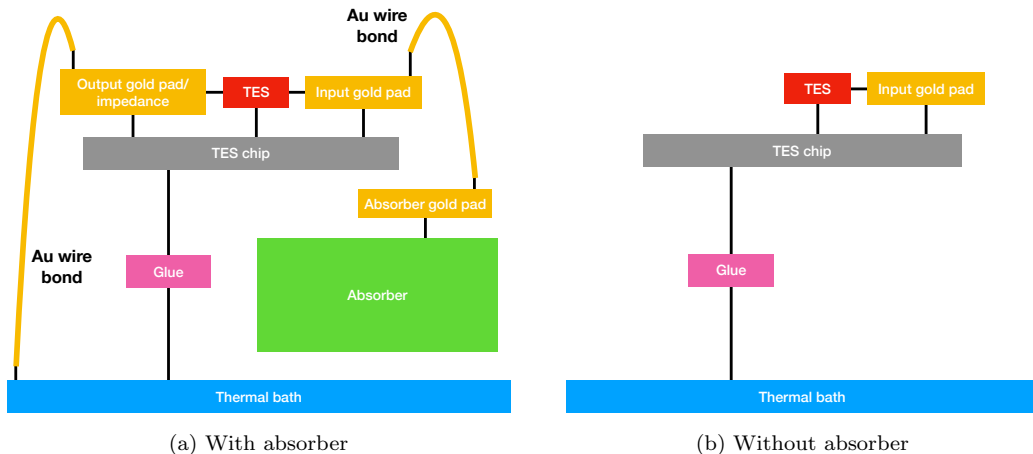 Au wire
bond
Output gold pad/
impedance
TES
Input gold pad
TES chip
Absorber gold pad
Au wire
bond
Glue
Absorber
Thermal bath
(a) With absorber
TES
Input gold pad
TES chip
Glue
Thermal bath
(b) Without absorber